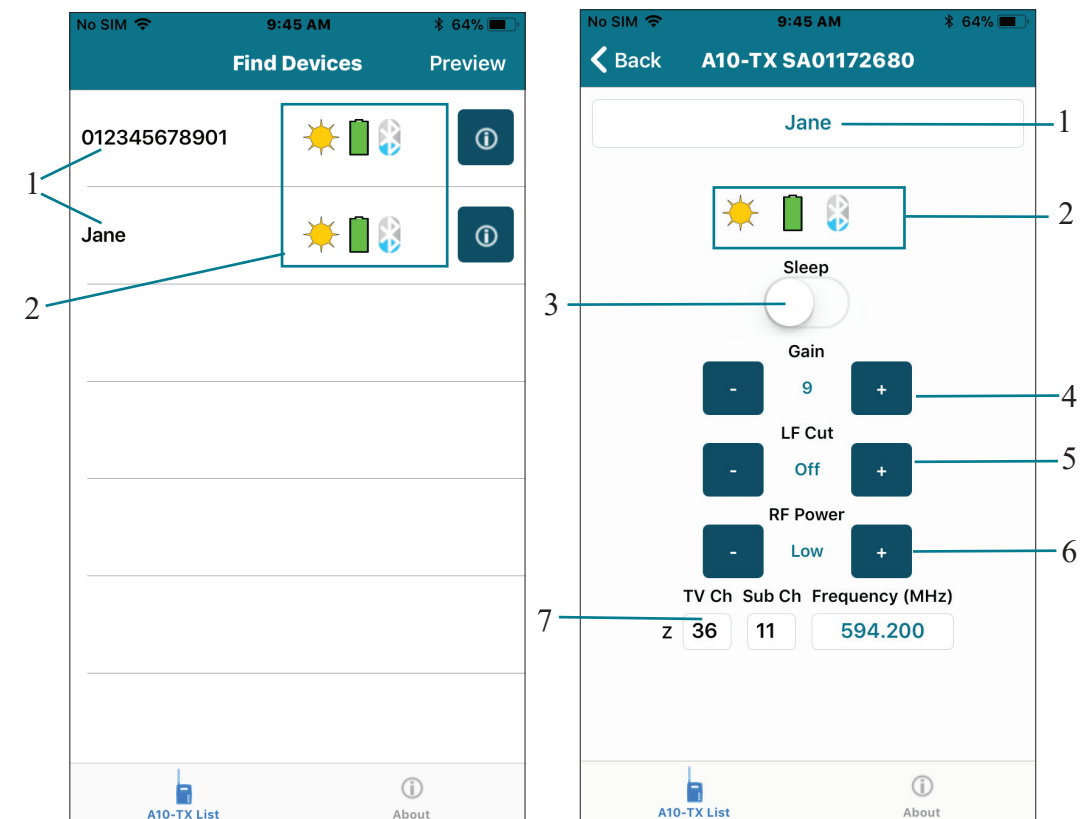 No SIM 9:45 AM 64%
Find Devices Preview
012345678901
1
Jane
2
A10-TX List About
No SIM 9:45 AM 64%
Back A10-TX SA01172680
Jane 1
2
Sleep
3
Gain
- 9 + 4
LF Cut
- Off + 5
RF Power
- Low + 6
TV Ch Sub Ch Frequency (MHz)
7
z 36 11 594.200
A10-TX List About